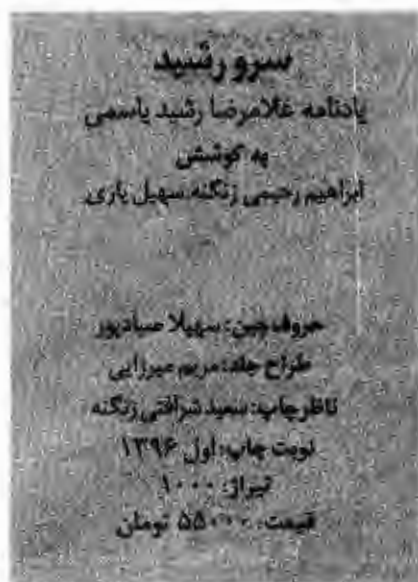 سرو رشید
یادنامه غلامرضا رشید یاسمی
به کوشش
ابراهیم رحیمی زنگنه، سهیل یاری
حروف‌چین: سهیلا صیادپور
طراح جلد: مریم میرزایی
ناظر چاپ: سعید شرافتی زنگنه
نوبت چاپ: اول ۱۳۹۶
تیراژ: ۱۰۰۰
قیمت: ۵۵۰۰۰ تومان